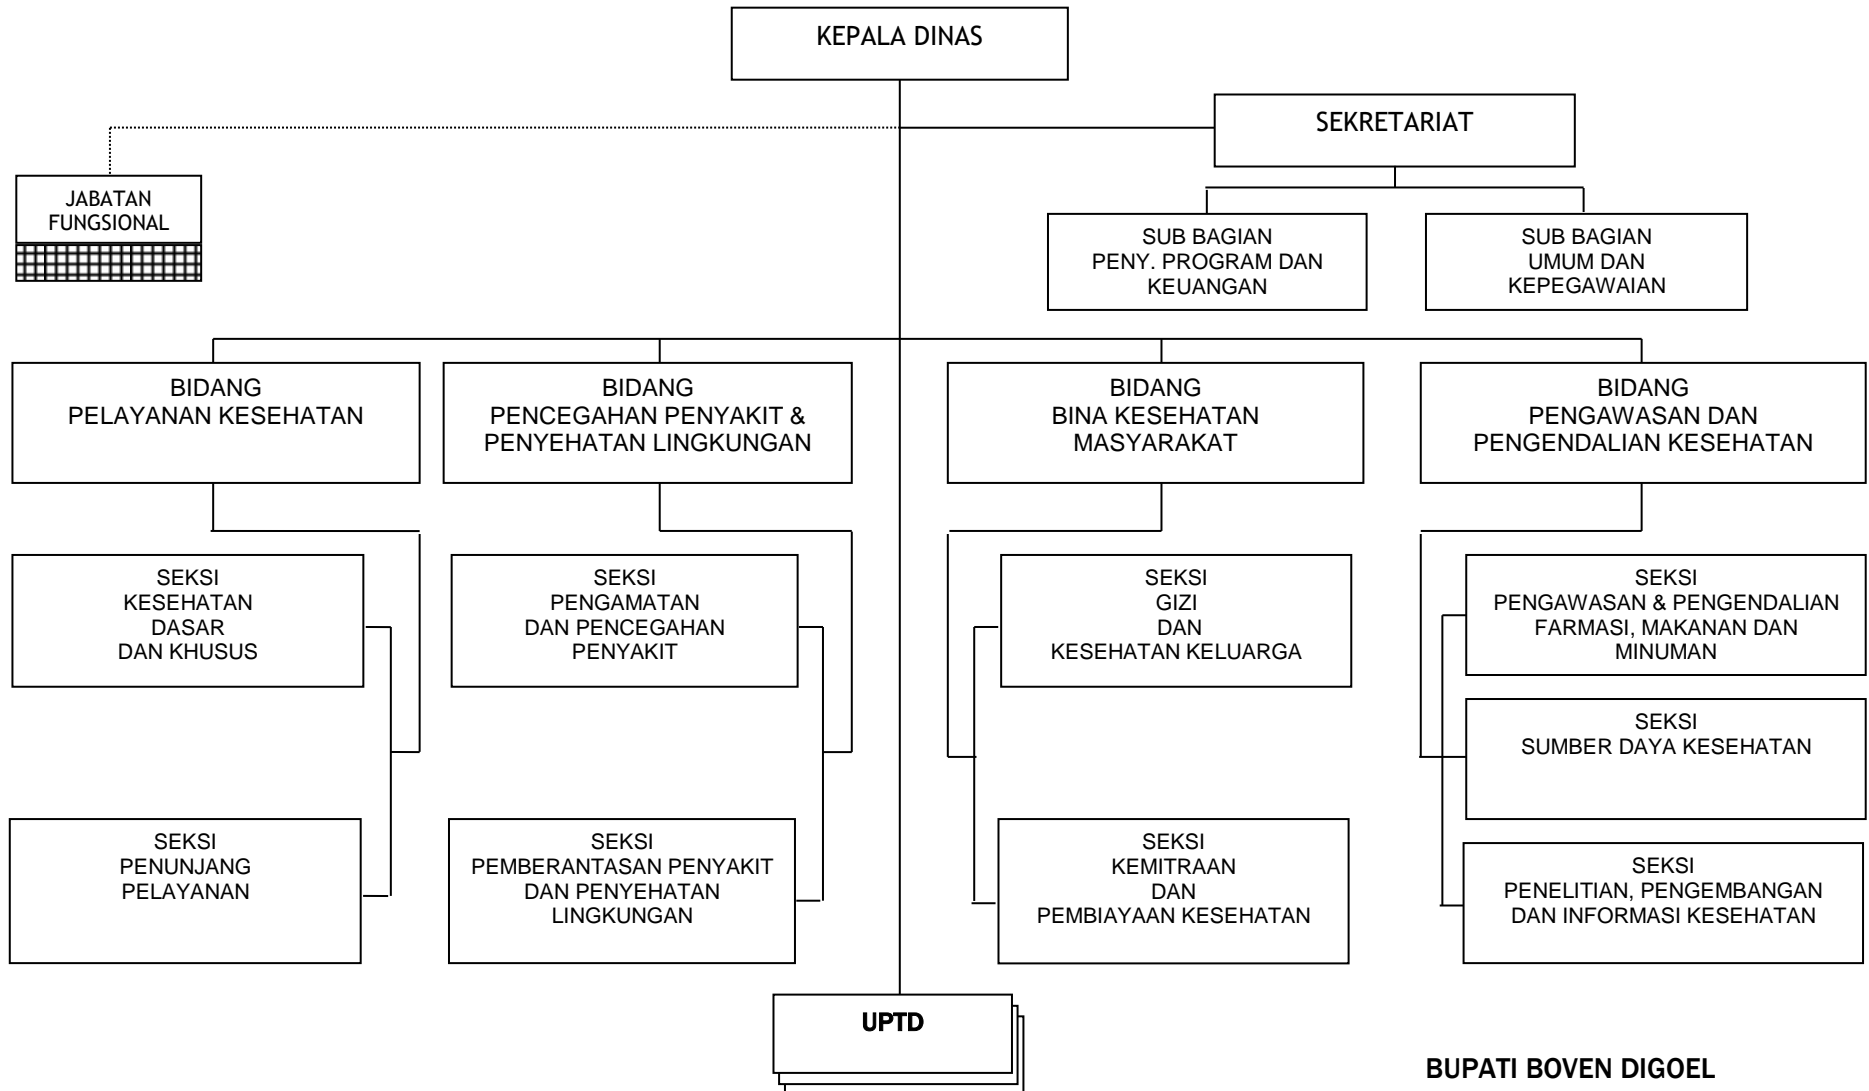 KEPALA DINAS
SEKRETARIAT
JABATAN
FUNGSIONAL
SUB BAGIAN
PENY. PROGRAM DAN
KEUANGAN
SUB BAGIAN
UMUM DAN
KEPEGAWAIAN
BIDANG
PELAYANAN KESEHATAN
BIDANG
PENCEGAHAN PENYAKIT &
PENYEHATAN LINGKUNGAN
BIDANG
BINA KESEHATAN
MASYARAKAT
BIDANG
PENGAWASAN DAN
PENGENDALIAN KESEHATAN
SEKSI
KESEHATAN
DASAR
DAN KHUSUS
SEKSI
PENGAMATAN
DAN PENCEGAHAN
PENYAKIT
SEKSI
GIZI
DAN
KESEHATAN KELUARGA
SEKSI
PENGAWASAN & PENGENDALIAN
FARMASI, MAKANAN DAN
MINUMAN
SEKSI
SUMBER DAYA KESEHATAN
SEKSI
PENUNJANG
PELAYANAN
SEKSI
PEMBERANTASAN PENYAKIT
DAN PENYEHATAN
LINGKUNGAN
SEKSI
KEMITRAAN
DAN
PEMBIAYAAN KESEHATAN
SEKSI
PENELITIAN, PENGEMBANGAN
DAN INFORMASI KESEHATAN
UPTD
BUPATI BOVEN DIGOEL